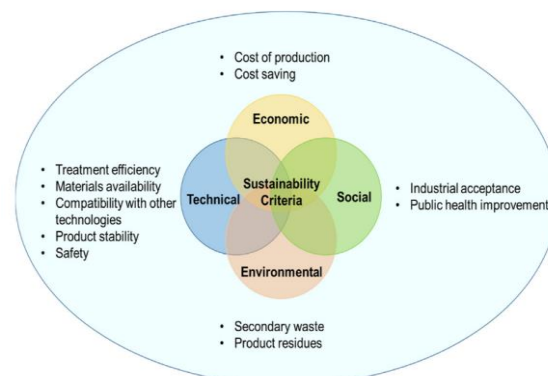 • Cost of production
• Cost saving
Economic
• Treatment efficiency
• Materials availability
• Compatibility with other
technologies
• Product stability
• Safety
Technical
Sustainability
Criteria
Social
• Industrial acceptance
• Public health improvement
Environmental
• Secondary waste
• Product residues